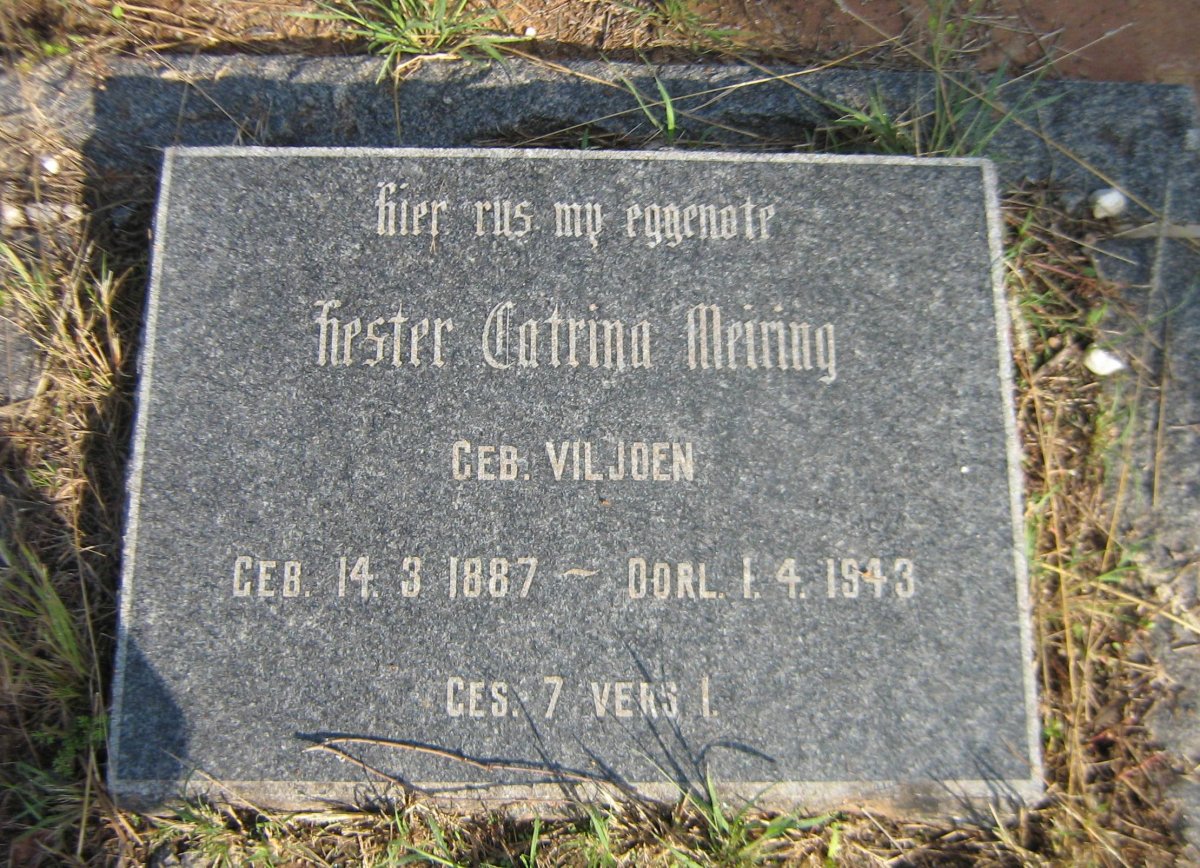 Hier rus my eggenote
Hester Catrina Meiring
GEB. VILJOEN
GEB. 14. 3 1887 ~ OORL. 1. 4. 1943
GES. 7 VERS 1.